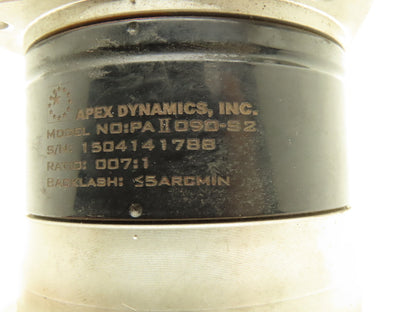 APEX DYNAMICS, INC.
MODEL NO:PAⅡ090-S2
S/N: 1504141788
RATIO: 007:1
BACKLASH: ≤5ARCMIN